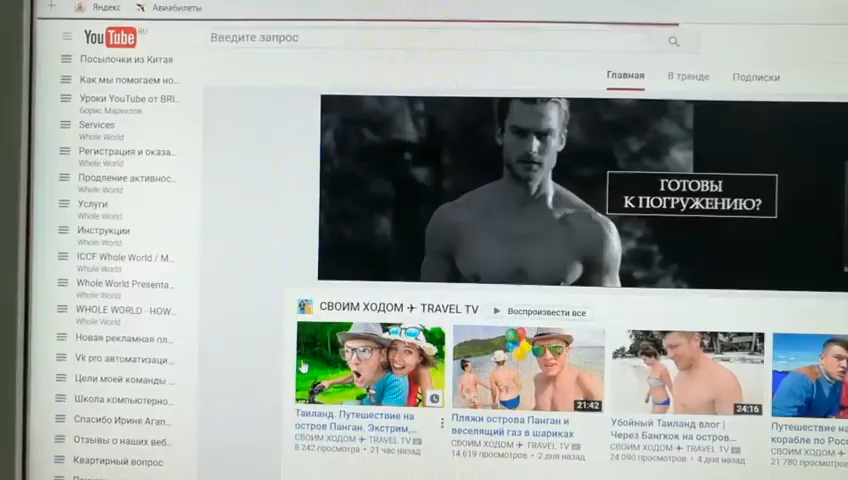 Яндекс
Авиабилеты
YouTube RU
Введите запрос
Главная
В тренде
Подписки
Посылочки из Китая
Как мы помогаем но...
Уроки YouTube от BRI...
Борис Маркелов
Services
Whole World
Регистрация и оказа...
Whole World
Продление активнос...
Whole World
Услуги
Whole World
Инструкции
Whole World
ICCF Whole World / M...
Whole World
Whole World Presenta...
Whole World
WHOLE WORLD - HOW...
Whole World
Новая рекламная пл...
Vk pro автоматизаци...
Цели моей команды
Школа компьютерно...
Спасибо Ирине Агап...
Отзывы о наших веб...
Квартирный вопрос
ГОТОВЫ
К ПОГРУЖЕНИЮ?
СВОИМ ХОДОМ ✈ TRAVEL TV
Воспроизвести все
Таиланд. Путешествие на
остров Панган. Экстрим,...
СВОИМ ХОДОМ ✈ TRAVEL TV
8 242 просмотра • 21 час назад
21:42
Пляжи острова Панган и
веселящий газ в шариках
СВОИМ ХОДОМ ✈ TRAVEL TV
14 619 просмотров • 2 дня назад
24:16
Убойный Таиланд влог |
Через Бангкок на остров...
СВОИМ ХОДОМ ✈ TRAVEL TV
24 090 просмотров • 4 дня назад
Путешествие на
корабле по Рос
СВОИМ ХОДОМ ✈
21 780 просмотров